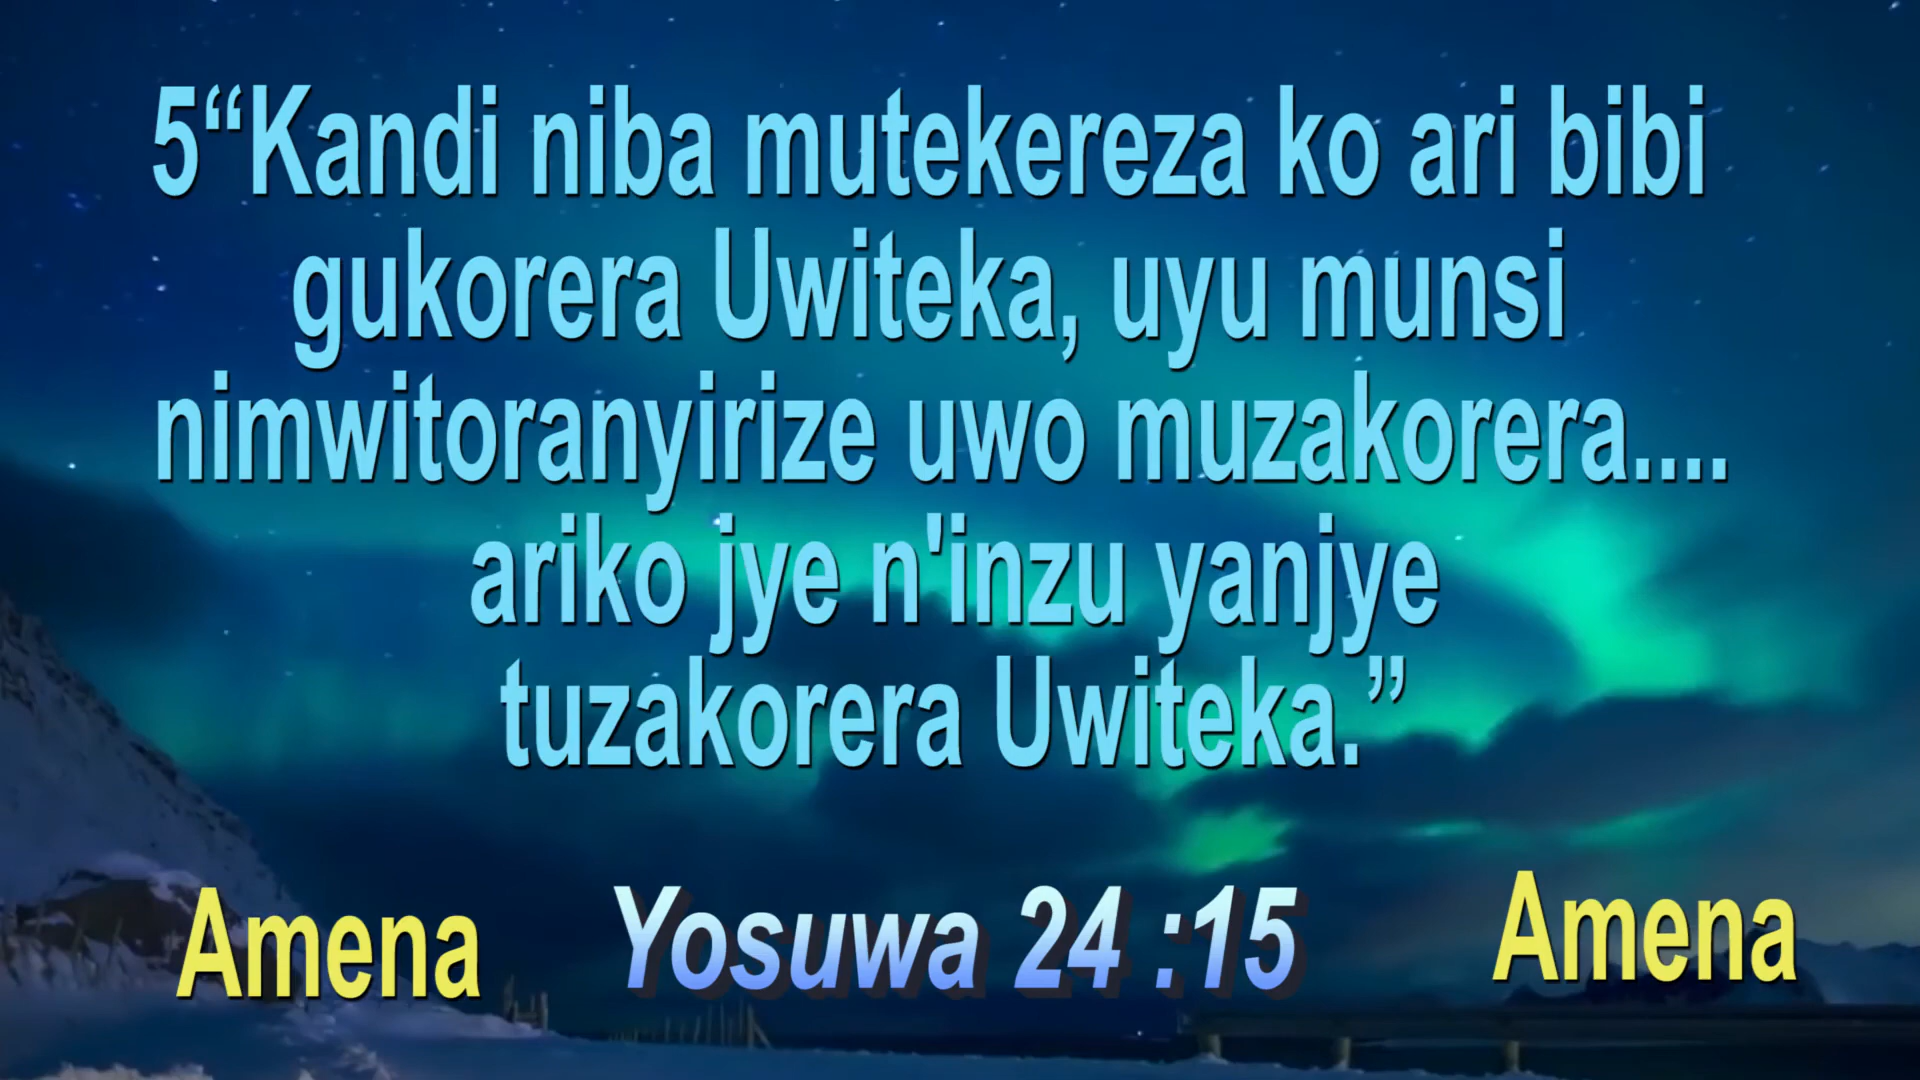 5“Kandi niba mutekereza ko ari bibi
gukorera Uwiteka, uyu munsi
nimwitoranyirize uwo muzakorera....
ariko jye n'inzu yanjye
tuzakorera Uwiteka.”
Amena Yosuwa 24 :15 Amena